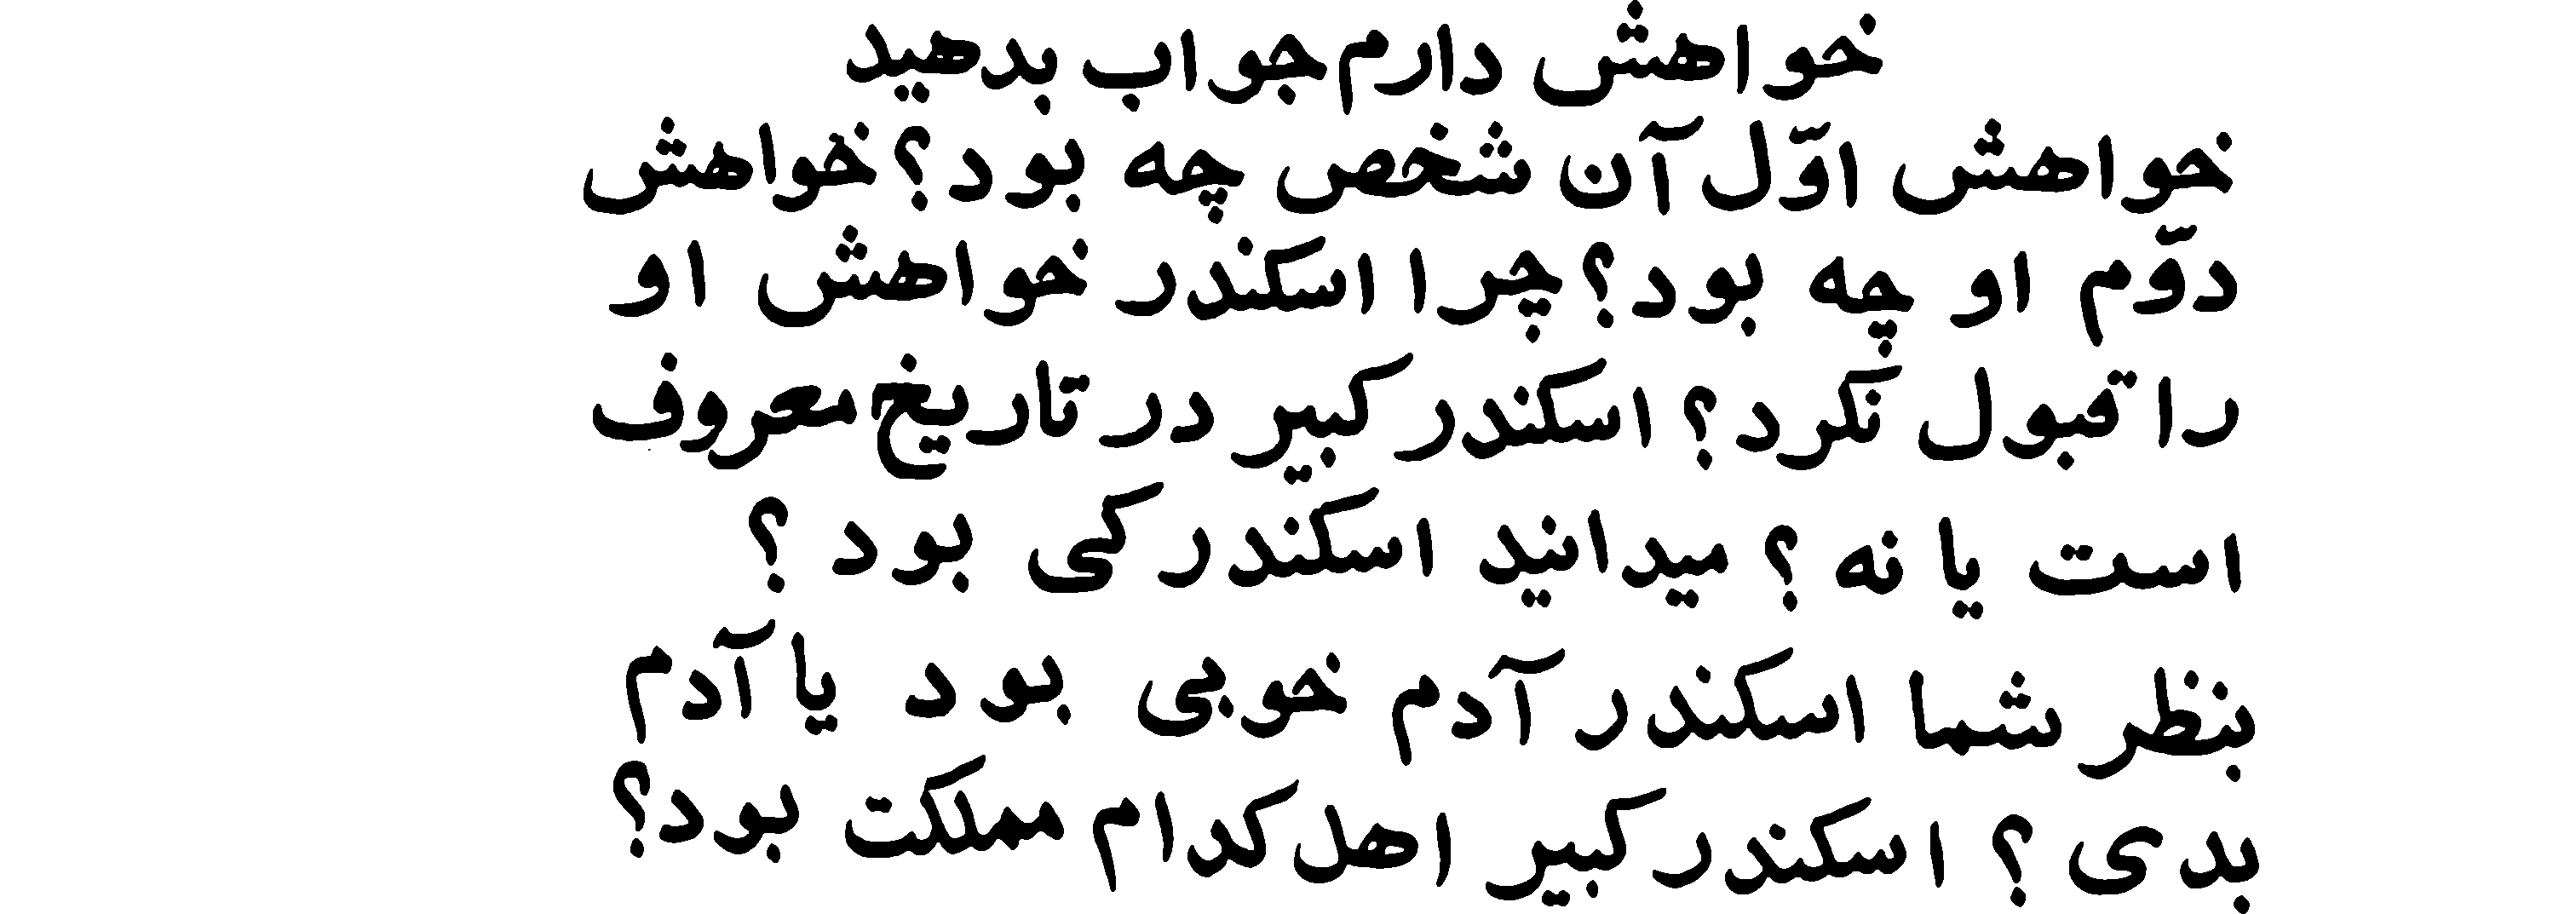 خواهش دارم جواب بدهید
خواهش اوّل آن شخص چه بود؟ خواهش
دوّم او چه بود؟ چرا اسکندر خواهش او
را قبول نکرد؟ اسکندر کبیر در تاریخ معروف
است یا نه؟ میدانید اسکندر کی بود؟
بنظر شما اسکندر آدم خوبی بود یا آدم
بدی؟ اسکندر کبیر اهل کدام مملکت بود؟